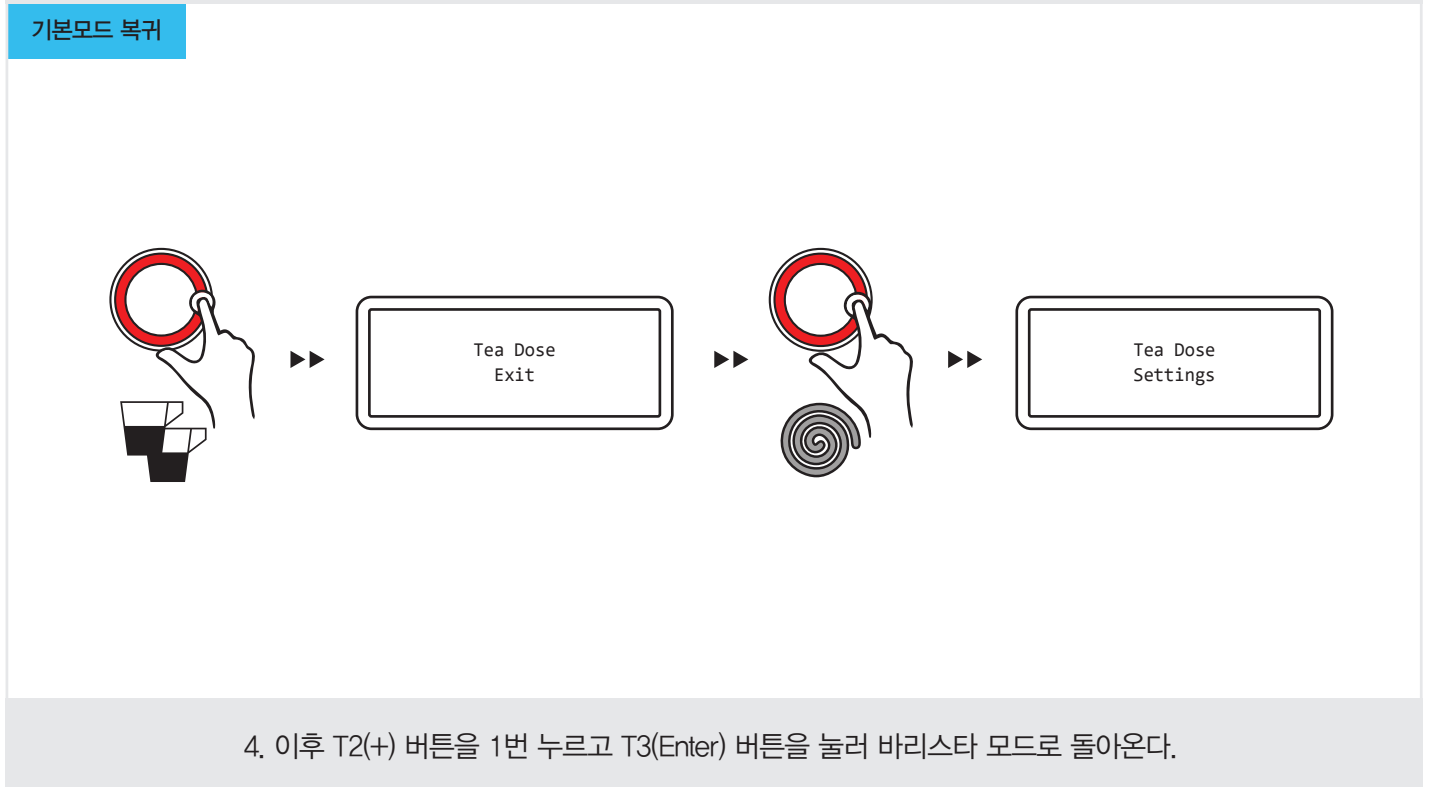 기본모드 복귀
Tea Dose
Exit
Tea Dose
Settings
4. 이후 T2(+) 버튼을 1번 누르고 T3(Enter) 버튼을 눌러 바리스타 모드로 돌아온다.